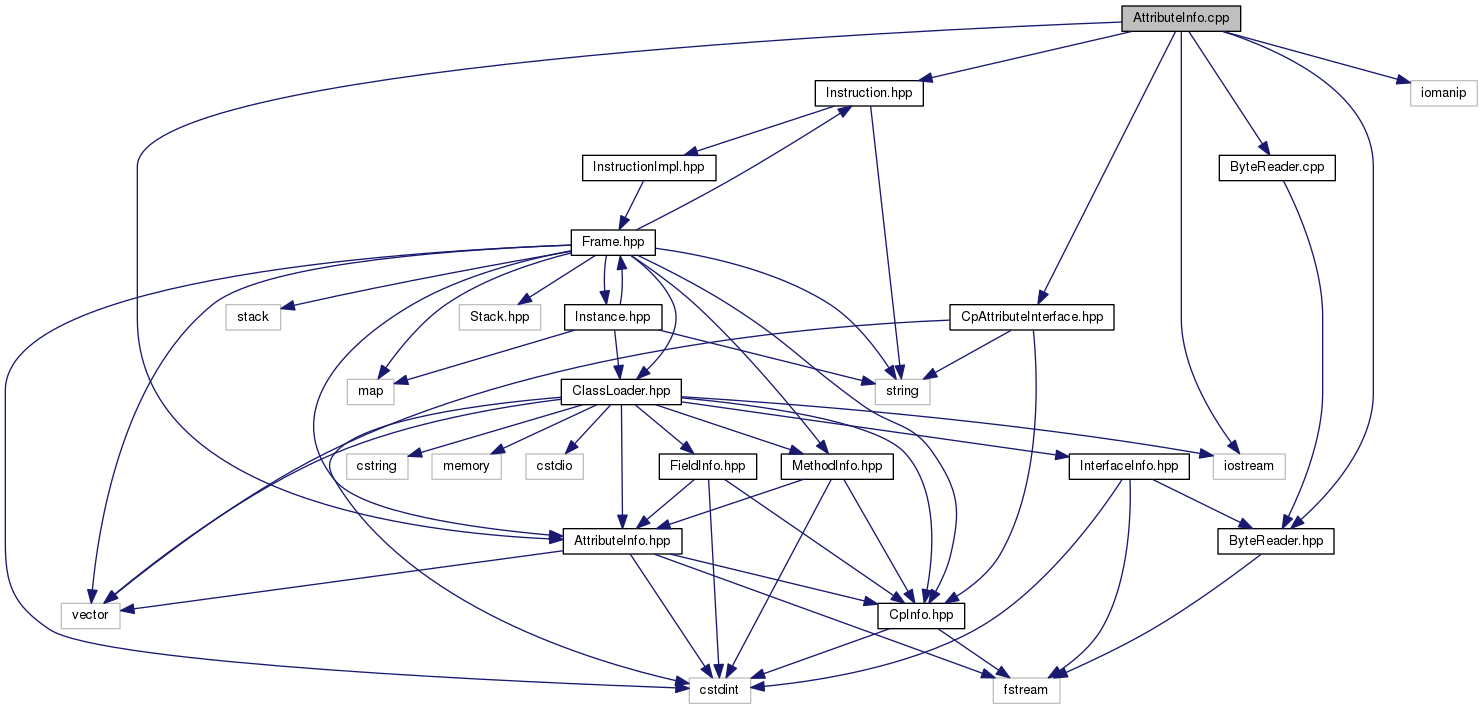 AttributeInfo.cpp
Instruction.hpp
iomanip
InstructionImpl.hpp
ByteReader.cpp
Frame.hpp
stack
Stack.hpp
Instance.hpp
CpAttributeInterface.hpp
map
ClassLoader.hpp
string
cstring
memory
cstdio
FieldInfo.hpp
MethodInfo.hpp
InterfaceInfo.hpp
iostream
AttributeInfo.hpp
ByteReader.hpp
vector
CpInfo.hpp
cstdint
fstream